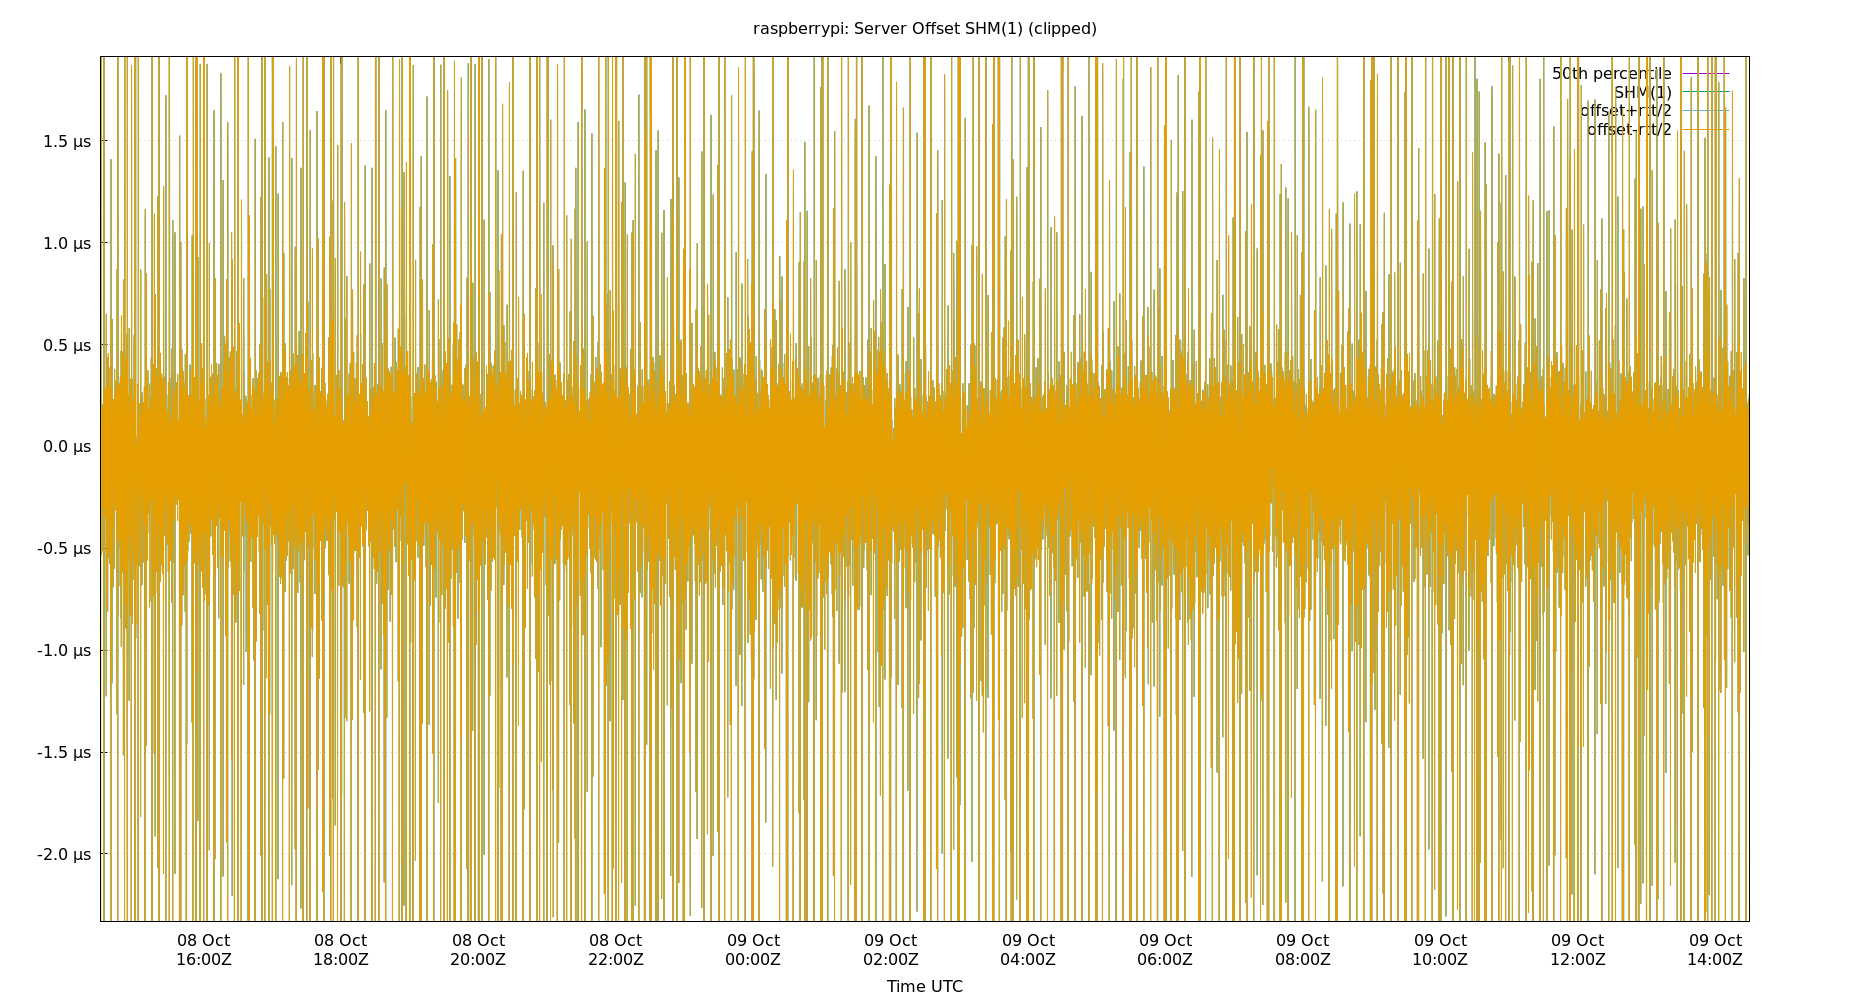 raspberrypi: Server Offset SHM(1) (clipped)
50th percentile
SHM(1)
offset+rtt/2
offset-rtt/2
1.5 µs
1.0 µs
0.5 µs
0.0 µs
-0.5 µs
-1.0 µs
-1.5 µs
-2.0 µs
08 Oct 08 Oct 08 Oct 08 Oct 09 Oct 09 Oct 09 Oct 09 Oct 09 Oct 09 Oct 09 Oct 09 Oct
16:00Z 18:00Z 20:00Z 22:00Z 00:00Z 02:00Z 04:00Z 06:00Z 08:00Z 10:00Z 12:00Z 14:00Z
Time UTC